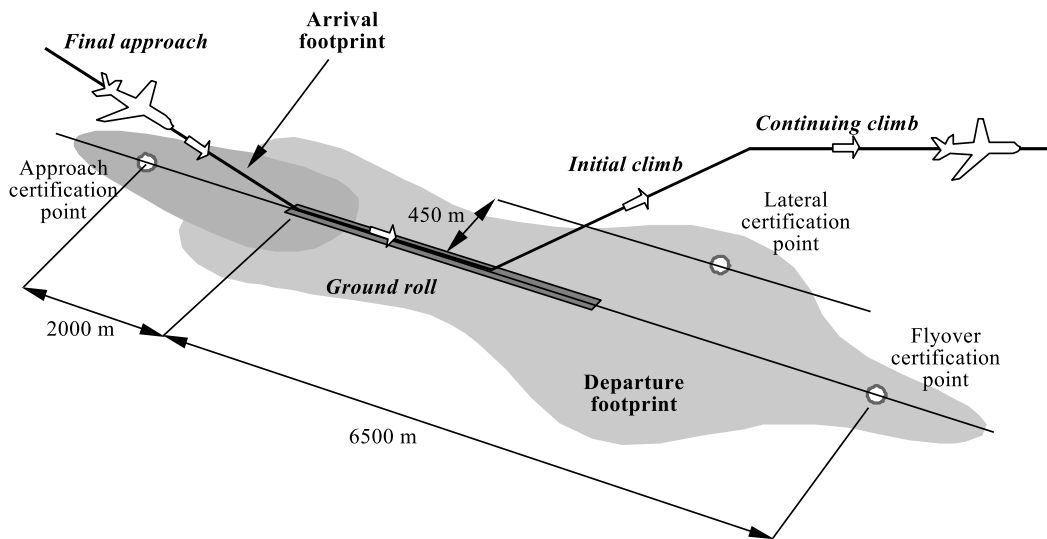 Final approach
Arrival
footprint
Continuing climb
Initial climb
Approach
certification
point
450 m
Lateral
certification
point
Ground roll
2000 m
Flyover
certification
point
Departure
footprint
6500 m